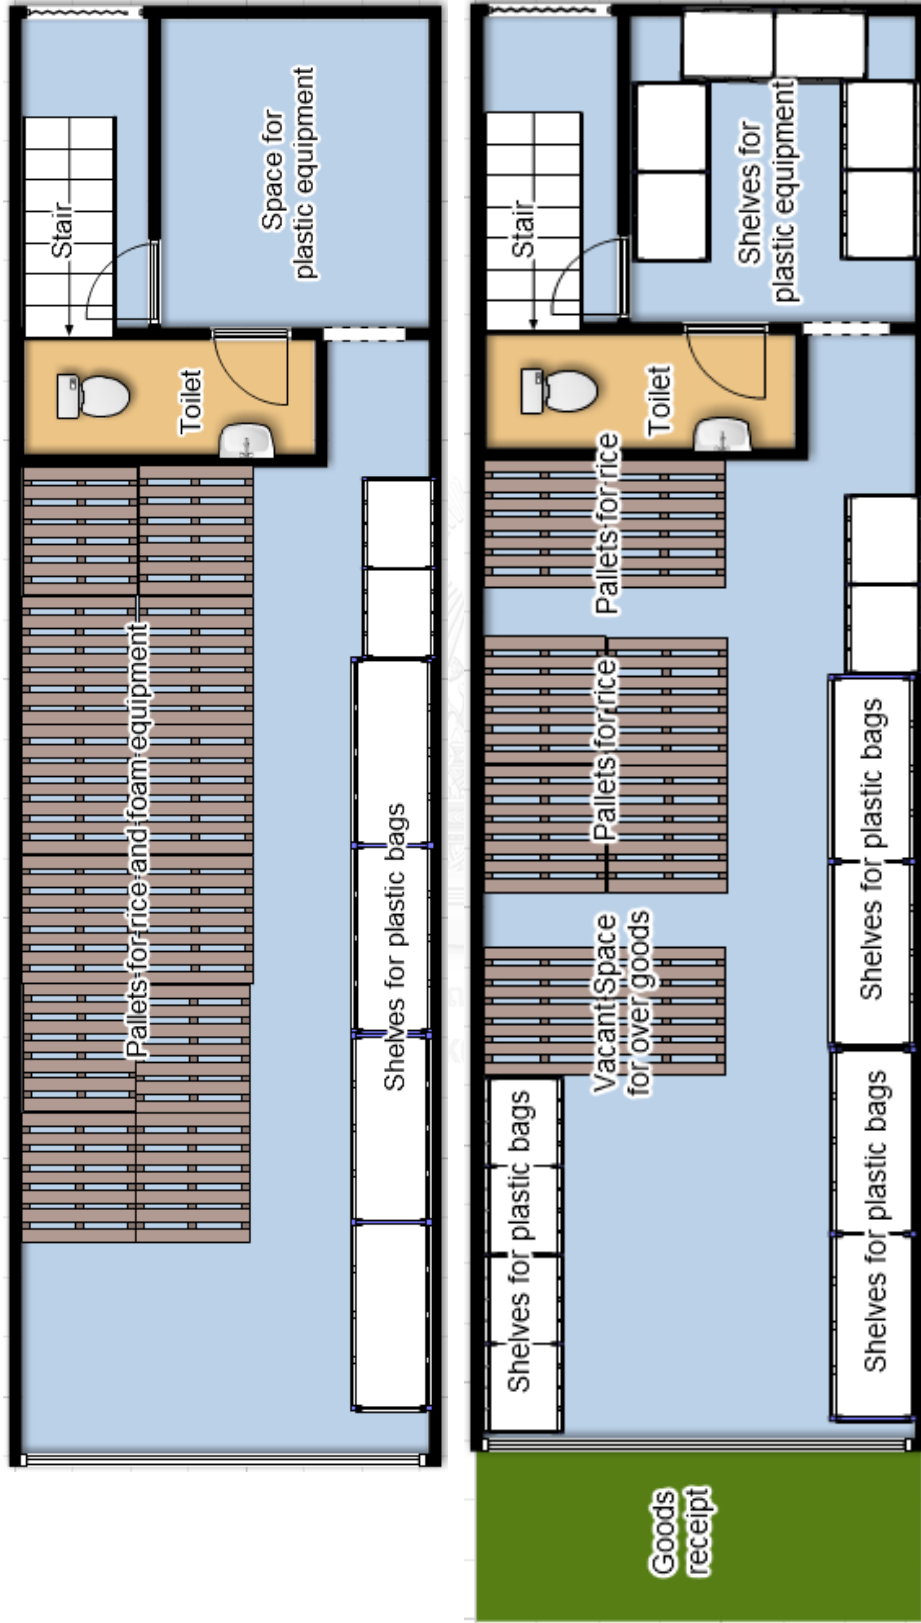 Stair
Space for
plastic equipment
Toilet
Pallets for rice and foam equipment
Shelves for plastic bags
Stair
Shelves for
plastic equipment
Toilet
Pallets for rice
Pallets for rice
Vacant Space
for over goods
Shelves for plastic bags
Shelves for plastic bags
Shelves for plastic bags
Goods
receipt